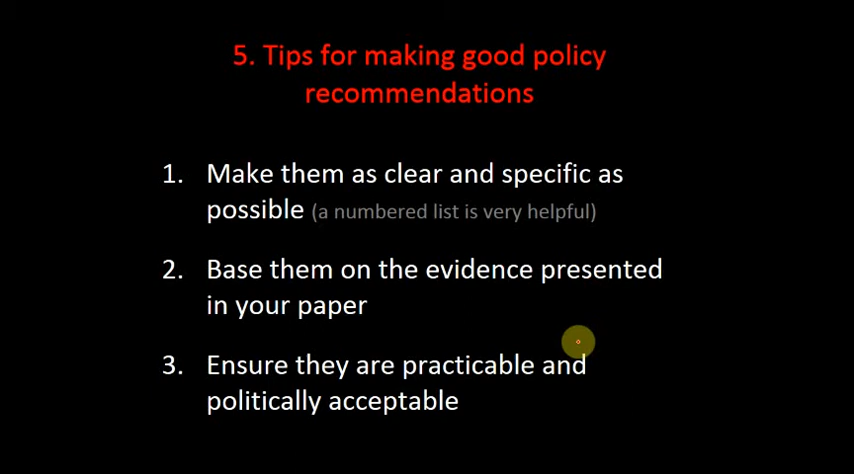 5. Tips for making good policy
recommendations
1. Make them as clear and specific as
possible (a numbered list is very helpful)
2. Base them on the evidence presented
in your paper
3. Ensure they are practicable and
politically acceptable